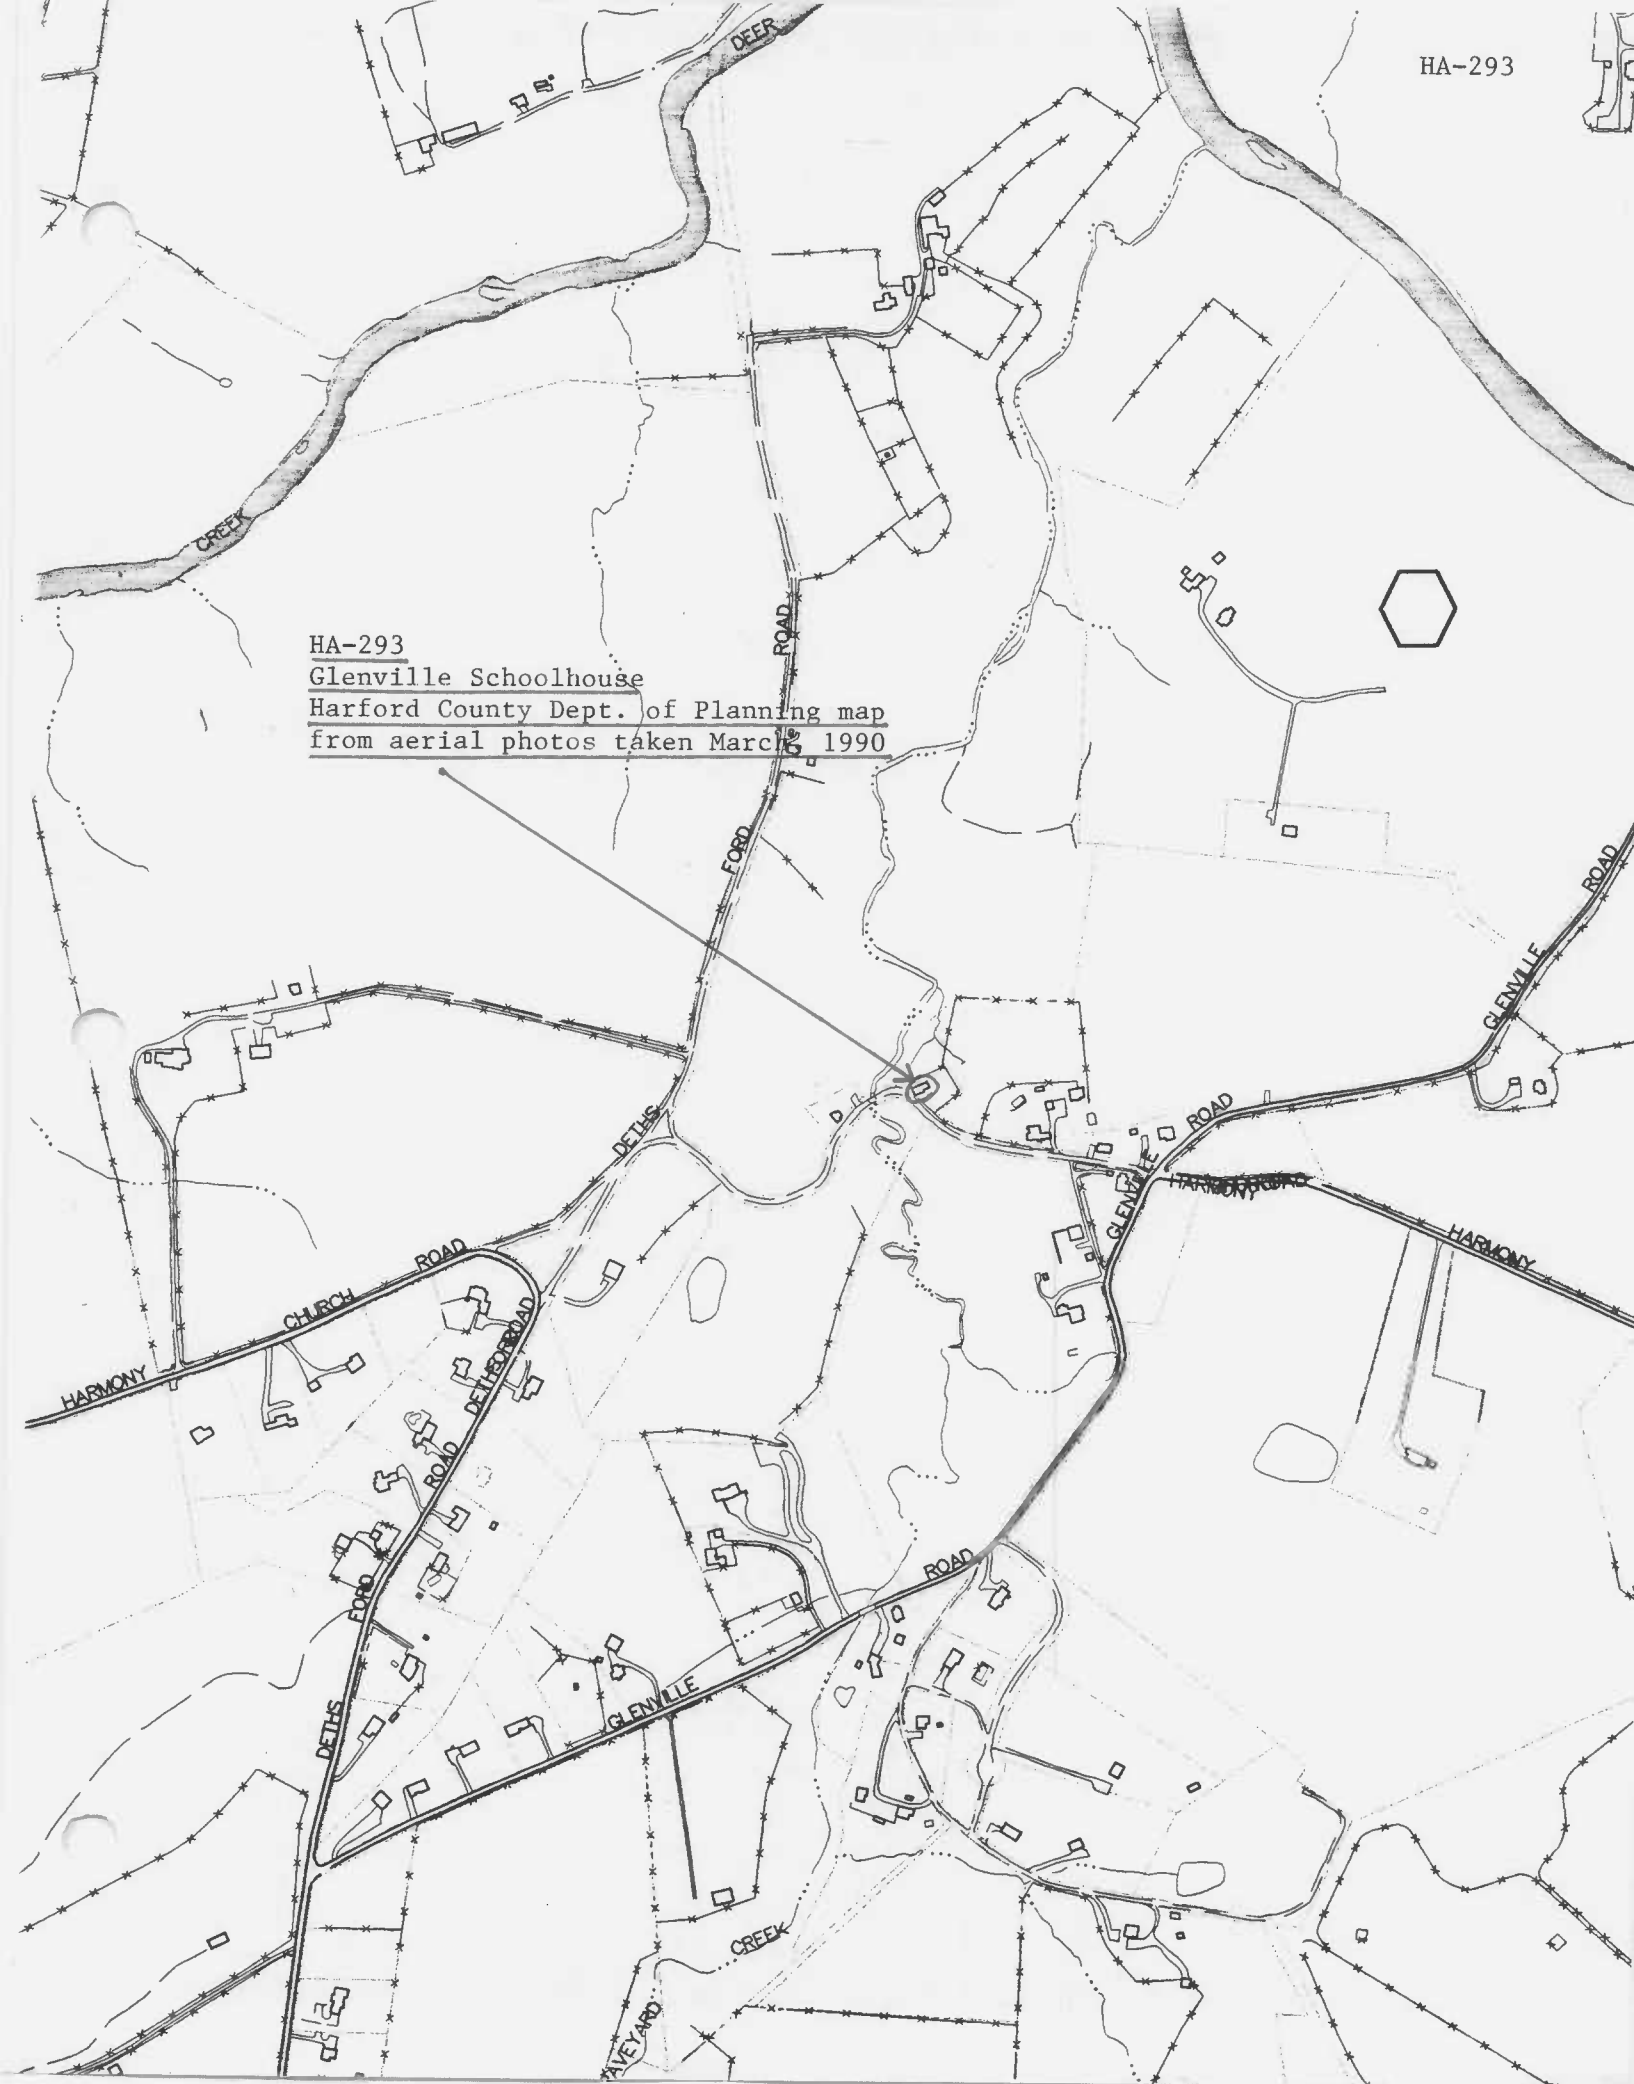 DEER
HA-293
CREEK
HA-293
Glenville Schoolhouse
Harford County Dept. of Planning map
from aerial photos taken March, 1990
ROAD
FORD
ROAD
GLENVILLE
DETHS
ROAD
GLENVILLE
HARMONY
HARMONY
ROAD
CHURCH
HARMONY
ROAD
ROAD
FORD
DETHS
ROAD
GLENVILLE
CREEK
AVEYARD